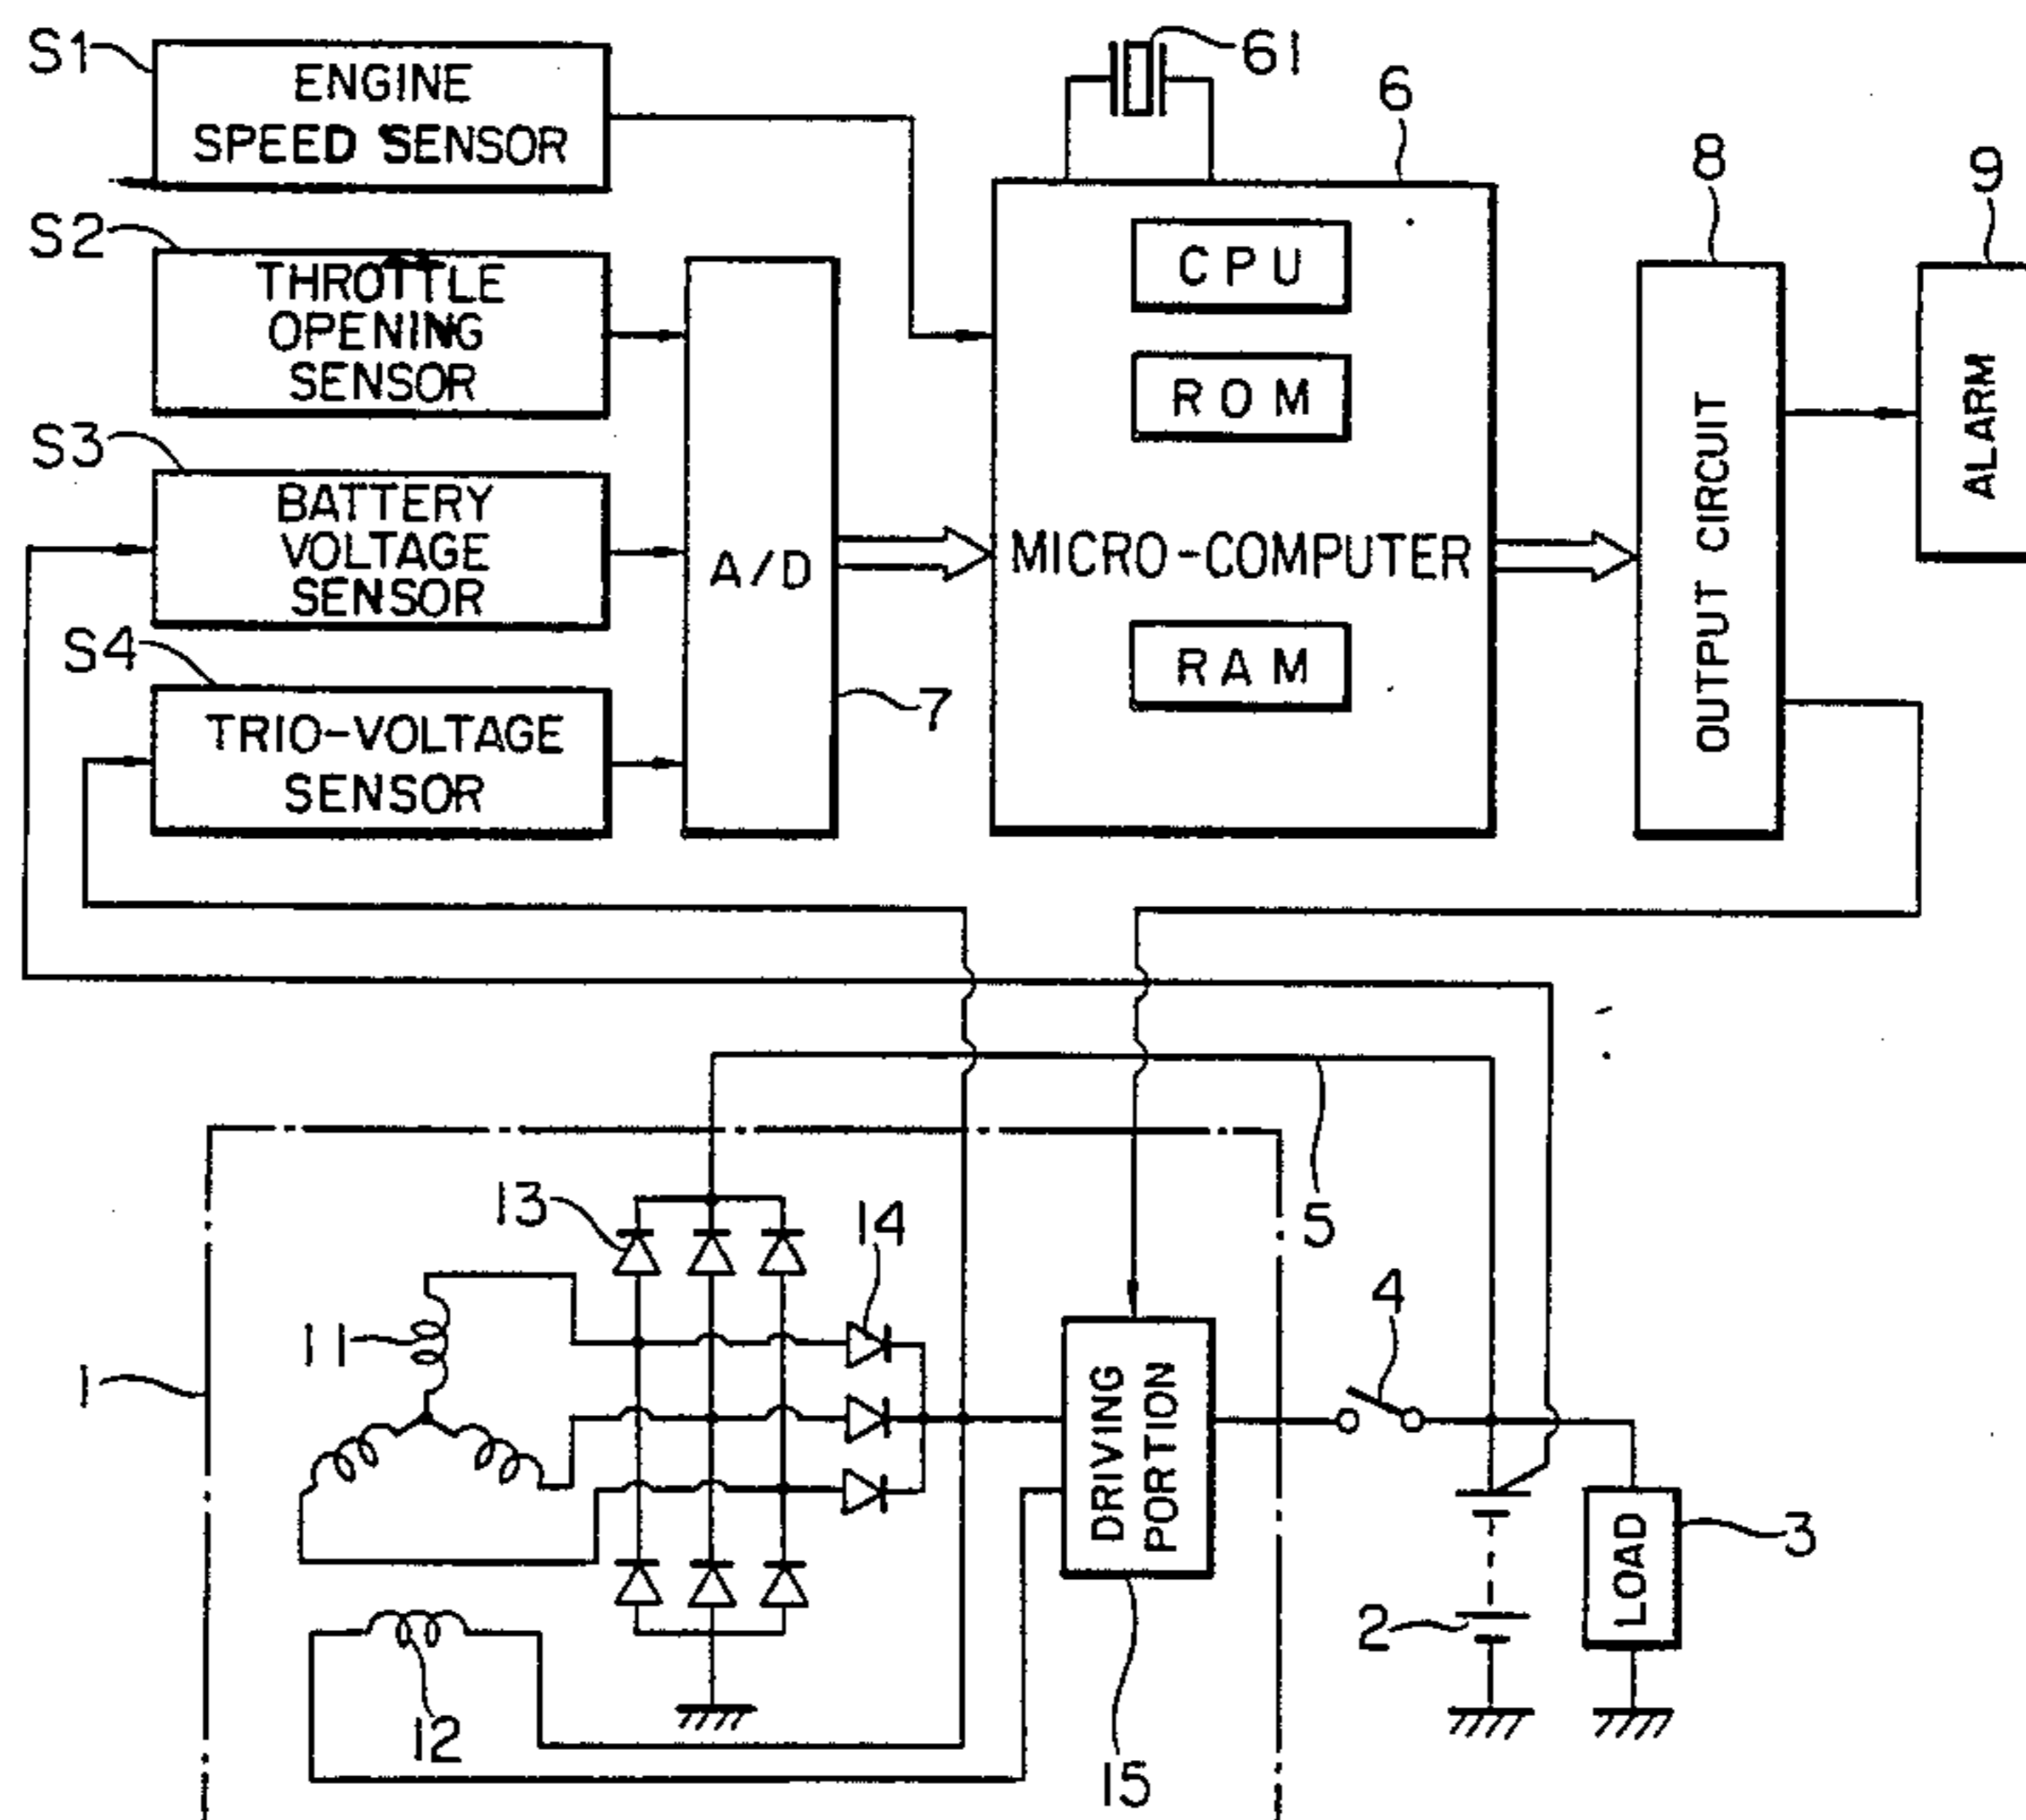 S1
ENGINE
SPEED SENSOR
61
6
8
9
S2
THROTTLE
OPENING
SENSOR
CPU
ROM
S3
BATTERY
VOLTAGE
SENSOR
A/D
MICRO-COMPUTER
OUTPUT CIRCUIT
ALARM
S4
TRIO-VOLTAGE
SENSOR
RAM
7
13
14
5
4
11
1
DRIVING
PORTION
LOAD
3
2
12
15